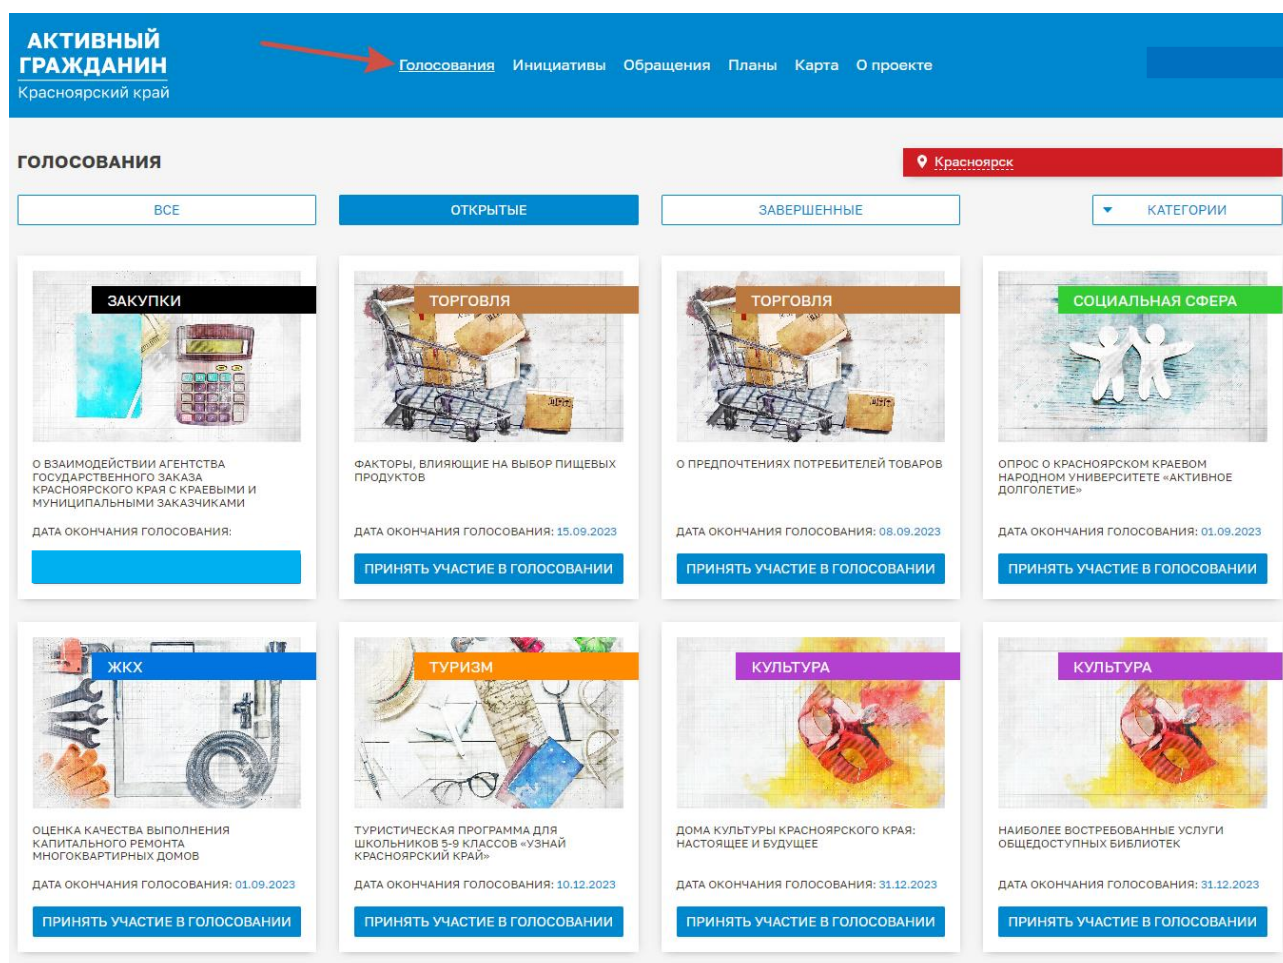 АКТИВНЫЙ
ГРАЖДАНИН
Красноярский край
Голосования Инициативы Обращения Планы Карта О проекте
ГОЛОСОВАНИЯ
Красноярск
ВСЕ
ОТКРЫТЫЕ
ЗАВЕРШЕННЫЕ
КАТЕГОРИИ
ЗАКУПКИ
О ВЗАИМОДЕЙСТВИИ АГЕНТСТВА
ГОСУДАРСТВЕННОГО ЗАКАЗА
КРАСНОЯРСКОГО КРАЯ С КРАЕВЫМИ И
МУНИЦИПАЛЬНЫМИ ЗАКАЗЧИКАМИ
ДАТА ОКОНЧАНИЯ ГОЛОСОВАНИЯ:
ТОРГОВЛЯ
ФАКТОРЫ, ВЛИЯЮЩИЕ НА ВЫБОР ПИЩЕВЫХ
ПРОДУКТОВ
ДАТА ОКОНЧАНИЯ ГОЛОСОВАНИЯ: 15.09.2023
ПРИНЯТЬ УЧАСТИЕ В ГОЛОСОВАНИИ
ТОРГОВЛЯ
О ПРЕДПОЧТЕНИЯХ ПОТРЕБИТЕЛЕЙ ТОВАРОВ
ДАТА ОКОНЧАНИЯ ГОЛОСОВАНИЯ: 08.09.2023
ПРИНЯТЬ УЧАСТИЕ В ГОЛОСОВАНИИ
СОЦИАЛЬНАЯ СФЕРА
ОПРОС О КРАСНОЯРСКОМ КРАЕВОМ
НАРОДНОМ УНИВЕРСИТЕТЕ «АКТИВНОЕ
ДОЛГОЛЕТИЕ»
ДАТА ОКОНЧАНИЯ ГОЛОСОВАНИЯ: 01.09.2023
ПРИНЯТЬ УЧАСТИЕ В ГОЛОСОВАНИИ
ЖКХ
ОЦЕНКА КАЧЕСТВА ВЫПОЛНЕНИЯ
КАПИТАЛЬНОГО РЕМОНТА
МНОГОКВАРТИРНЫХ ДОМОВ
ДАТА ОКОНЧАНИЯ ГОЛОСОВАНИЯ: 01.09.2023
ПРИНЯТЬ УЧАСТИЕ В ГОЛОСОВАНИИ
ТУРИЗМ
ТУРИСТИЧЕСКАЯ ПРОГРАММА ДЛЯ
ШКОЛЬНИКОВ 5-9 КЛАССОВ «УЗНАЙ
КРАСНОЯРСКИЙ КРАЙ»
ДАТА ОКОНЧАНИЯ ГОЛОСОВАНИЯ: 10.12.2023
ПРИНЯТЬ УЧАСТИЕ В ГОЛОСОВАНИИ
КУЛЬТУРА
ДОМА КУЛЬТУРЫ КРАСНОЯРСКОГО КРАЯ:
НАСТОЯЩЕЕ И БУДУЩЕЕ
ДАТА ОКОНЧАНИЯ ГОЛОСОВАНИЯ: 31.12.2023
ПРИНЯТЬ УЧАСТИЕ В ГОЛОСОВАНИИ
КУЛЬТУРА
НАИБОЛЕЕ ВОСТРЕБОВАННЫЕ УСЛУГИ
ОБЩЕДОСТУПНЫХ БИБЛИОТЕК
ДАТА ОКОНЧАНИЯ ГОЛОСОВАНИЯ: 31.12.2023
ПРИНЯТЬ УЧАСТИЕ В ГОЛОСОВАНИИ